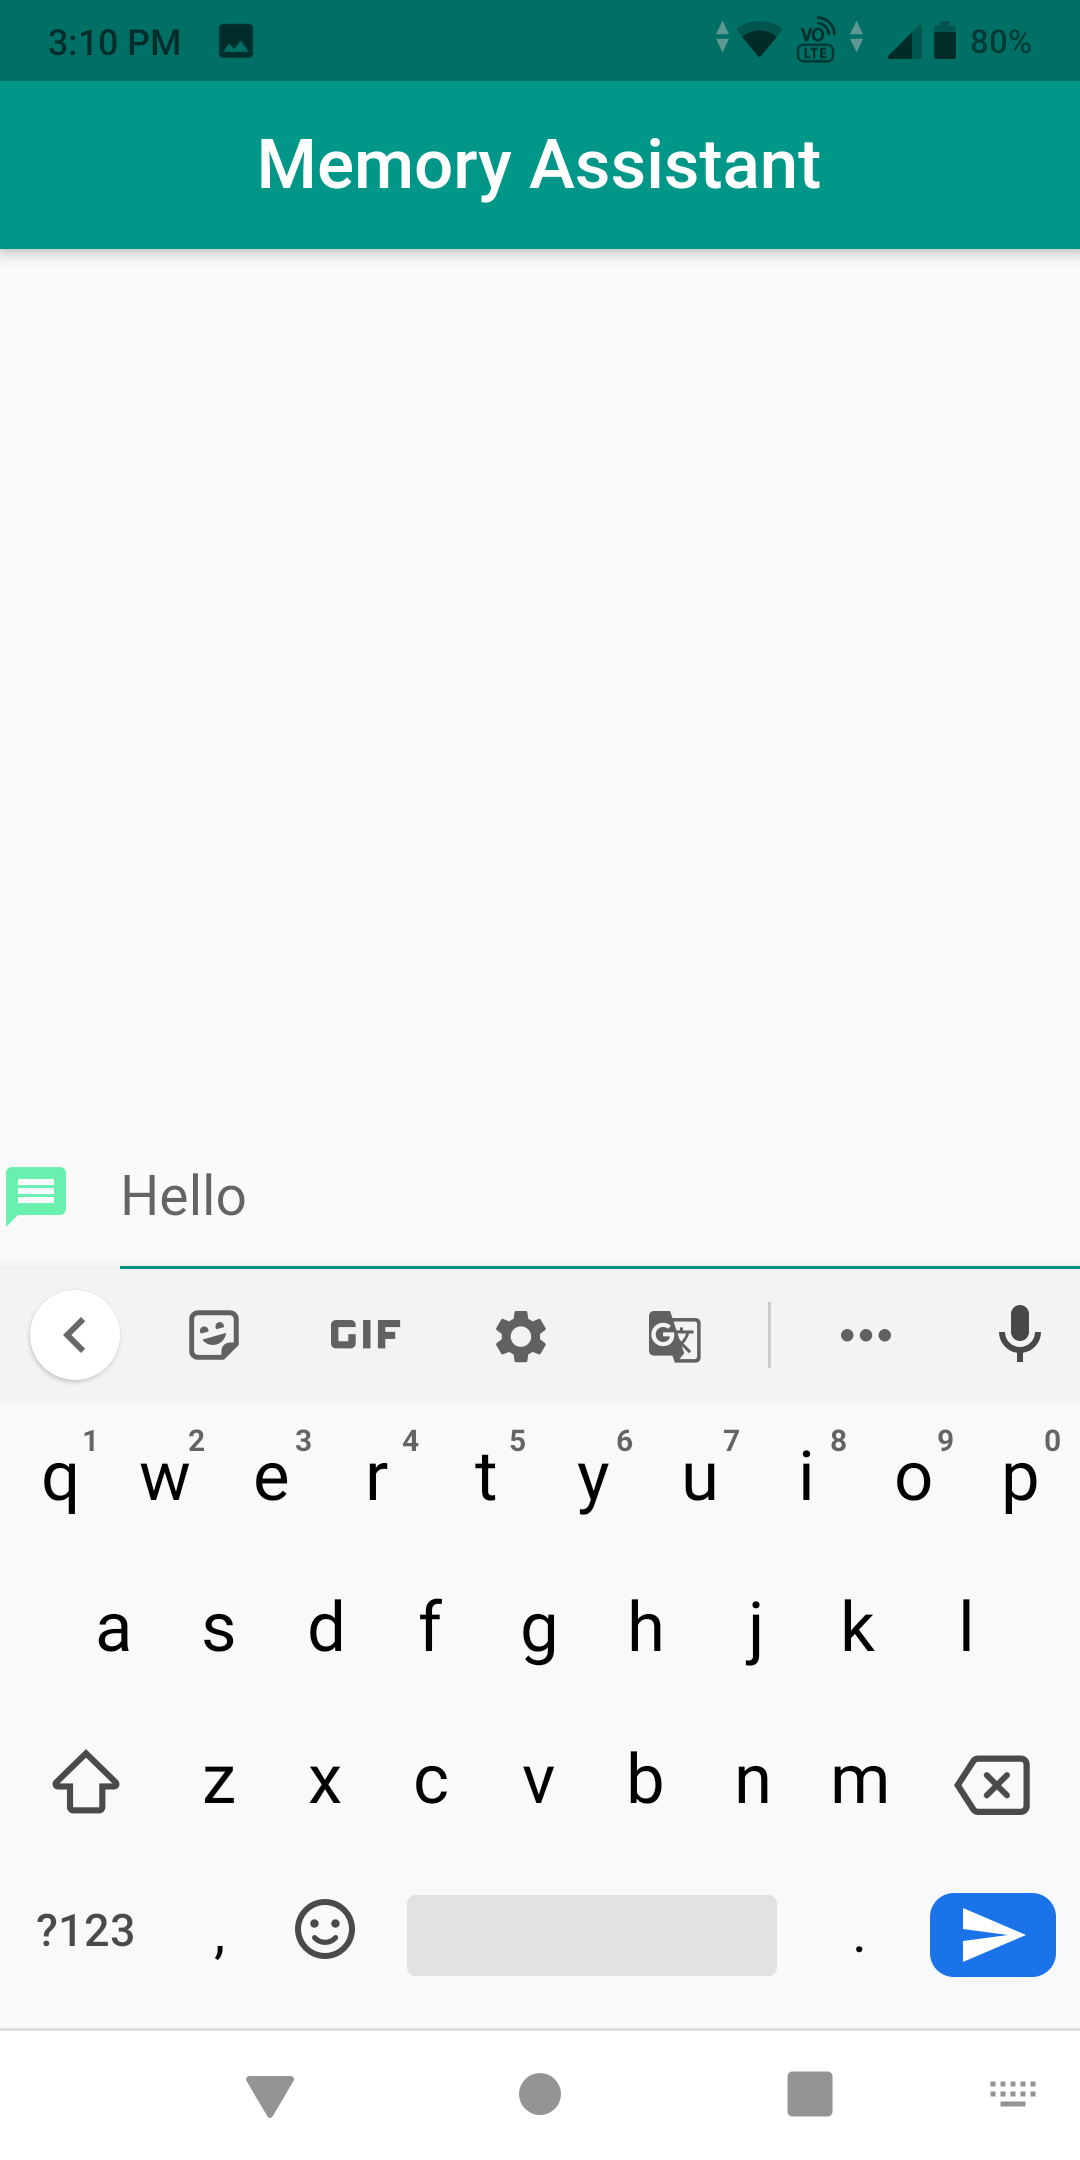 3:10 PM VO LTE 80%
Memory Assistant
Hello
GIF G 文
1 2 3 4 5 6 7 8 9 0
q w e r t y u i o p
a s d f g h j k l
z x c v b n m
?123 , .